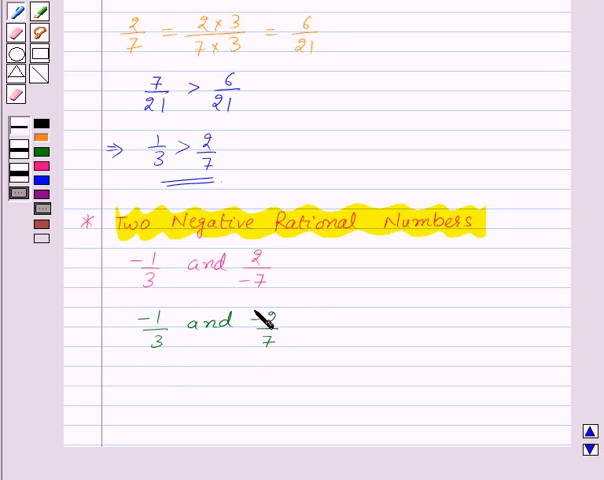 2/7 = 2×3/7×3 = 6/21
7/21 > 6/21
⇒ 1/3 > 2/7
* Two Negative Rational Numbers
-1/3 and 2/-7
-1/3 and -2/7